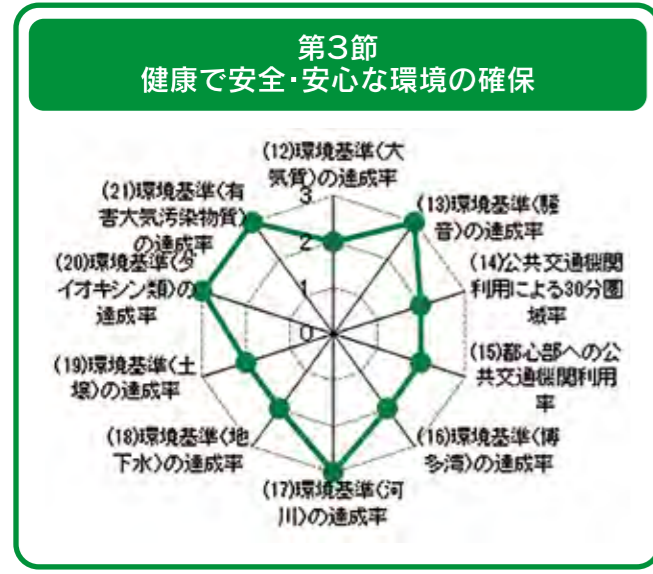 第3節
健康で安全・安心な環境の確保
(12)環境基準〈大
気質〉の達成率
(13)環境基準〈騒
音〉の達成率
(14)公共交通機関
利用による30分圏
域率
(15)都心部への公
共交通機関利用
率
(16)環境基準〈博
多湾〉の達成率
(17)環境基準〈河
川〉の達成率
(18)環境基準〈地
下水〉の達成率
(19)環境基準〈土
壌〉の達成率
(20)環境基準〈ダ
イオキシン類〉の
達成率
(21)環境基準〈有
害大気汚染物質〉
の達成率
3
2
1
0